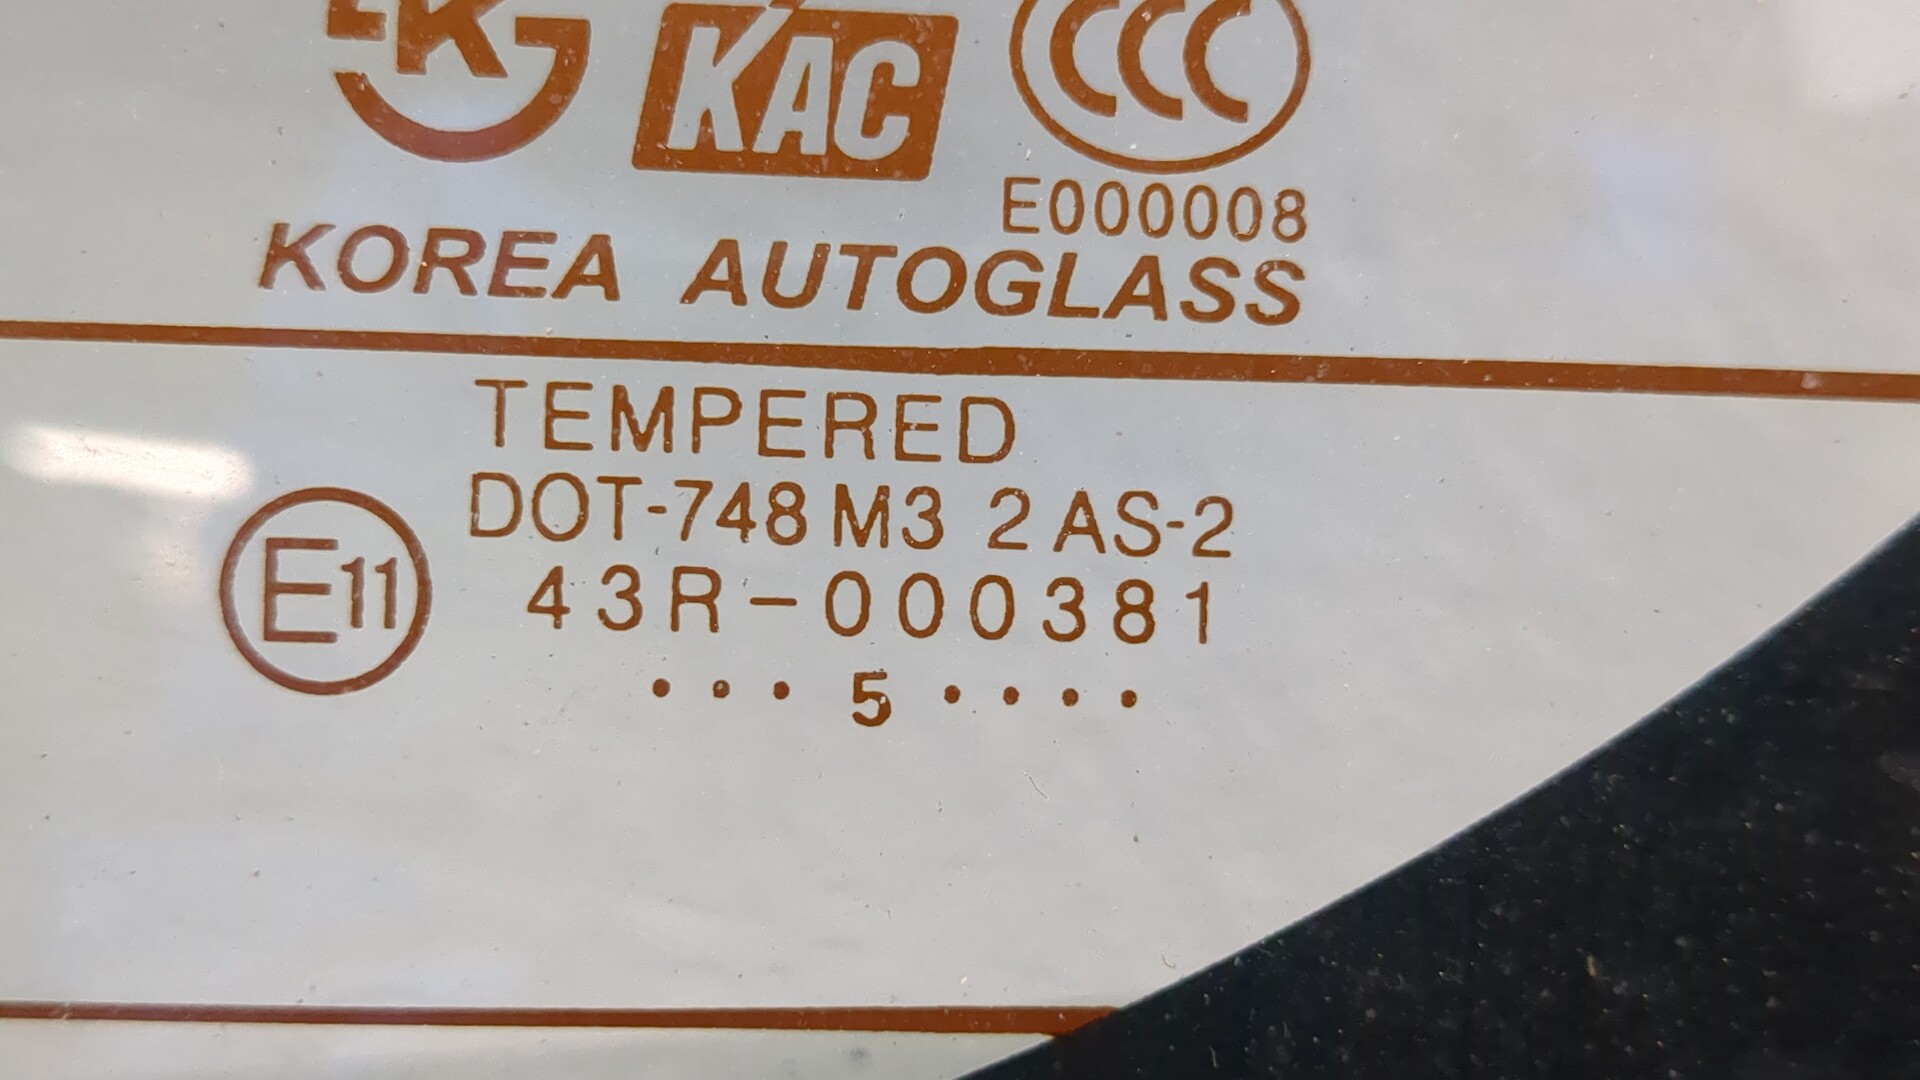 K
KAC
CCC
E000008
KOREA AUTOGLASS
TEMPERED
DOT-748 M3 2 AS-2
E11
43R-000381
• • • 5 • • • •